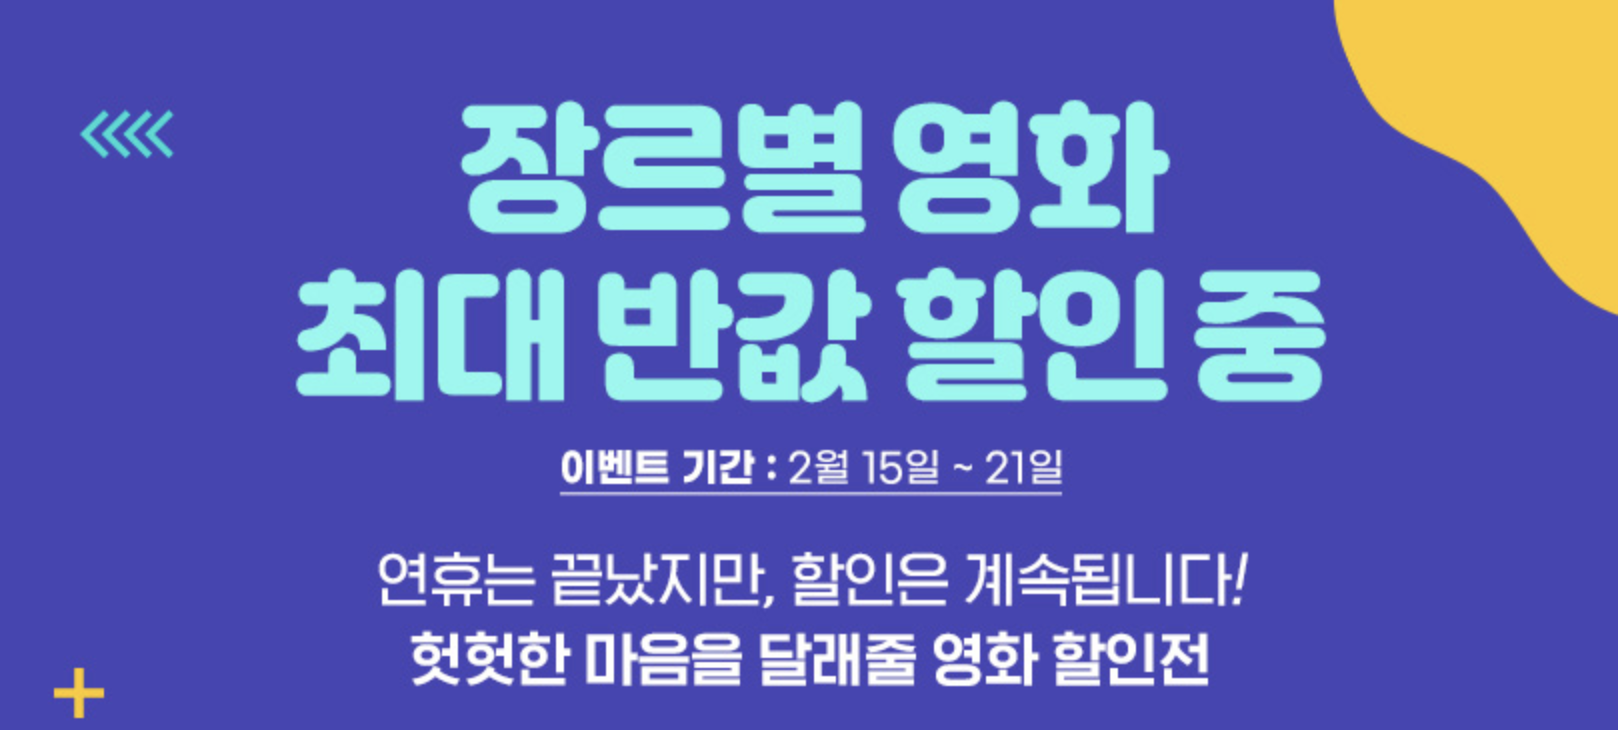 장르별 영화
최대 반값 할인 중
이벤트 기간 : 2월 15일 ~ 21일
연휴는 끝났지만, 할인은 계속됩니다!
헛헛한 마음을 달래줄 영화 할인전